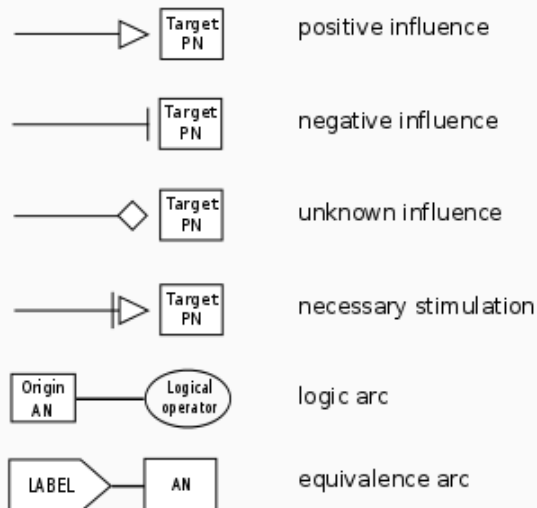 Target
PN
positive influence
Target
PN
negative influence
Target
PN
unknown influence
Target
PN
necessary stimulation
Origin
AN
Logical
operator
logic arc
LABEL
AN
equivalence arc